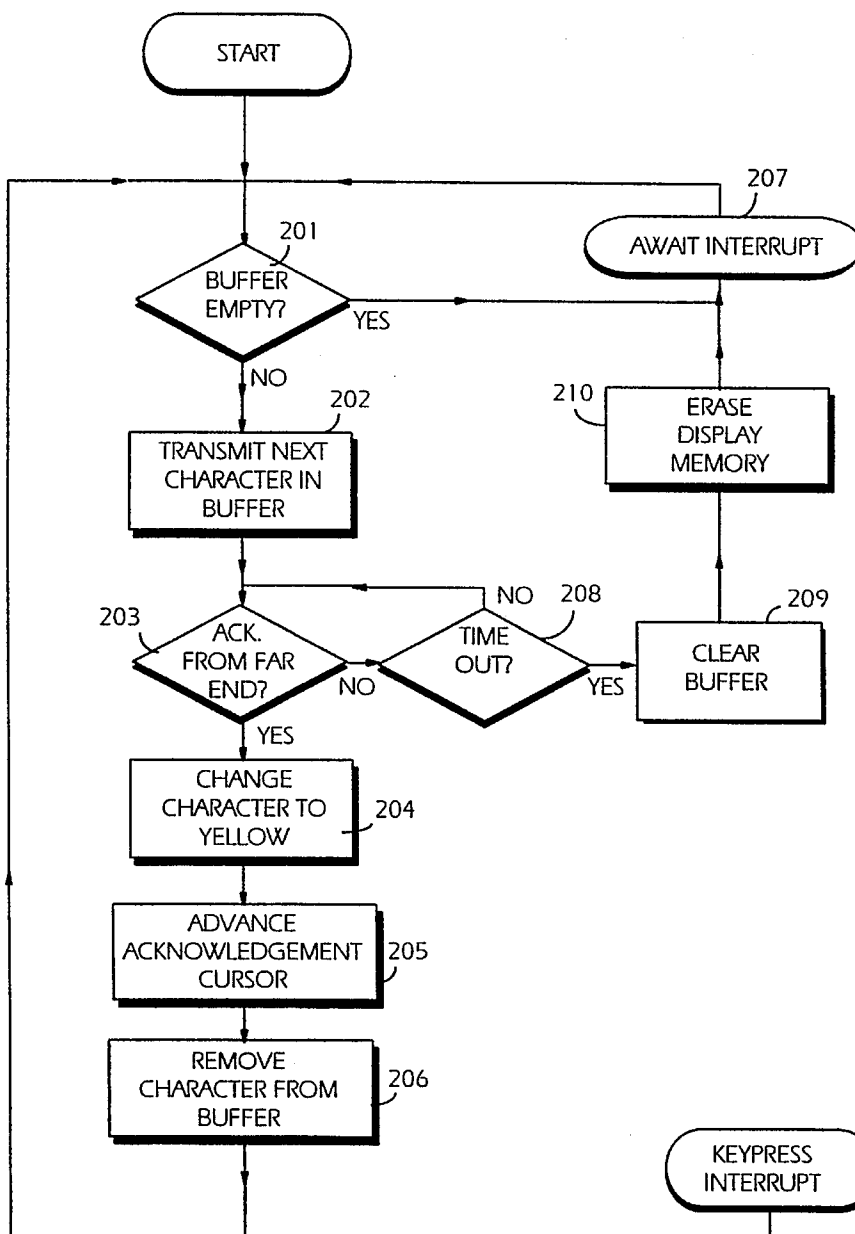 START
207
AWAIT INTERRUPT
201
BUFFER
EMPTY?
YES
NO
202
TRANSMIT NEXT
CHARACTER IN
BUFFER
210
ERASE
DISPLAY
MEMORY
203
ACK.
FROM FAR
END?
NO
YES
NO
208
TIME
OUT?
YES
209
CLEAR
BUFFER
CHANGE
CHARACTER TO
YELLOW
204
ADVANCE
ACKNOWLEDGEMENT
CURSOR
205
REMOVE
CHARACTER FROM
BUFFER
206
KEYPRESS
INTERRUPT